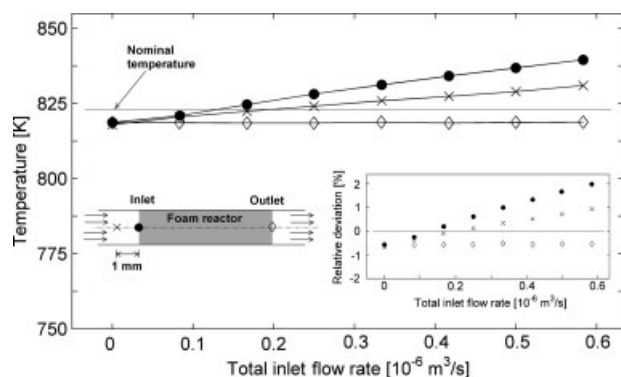 850
825
800
775
750
Temperature [K]
Nominal
temperature
Inlet
Outlet
Foam reactor
1 mm
Relative deviation [%]
2
1
0
-1
-2
0
0.2
0.4
0.6
Total inlet flow rate [10⁻⁶ m³/s]
0
0.1
0.2
0.3
0.4
0.5
0.6
Total inlet flow rate [10⁻⁶ m³/s]